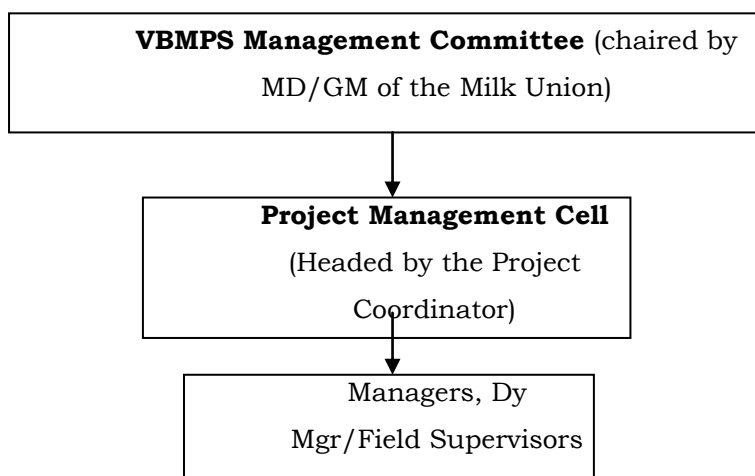 VBMPS Management Committee (chaired by
MD/GM of the Milk Union)
Project Management Cell
(Headed by the Project
Coordinator)
Managers, Dy
Mgr/Field Supervisors